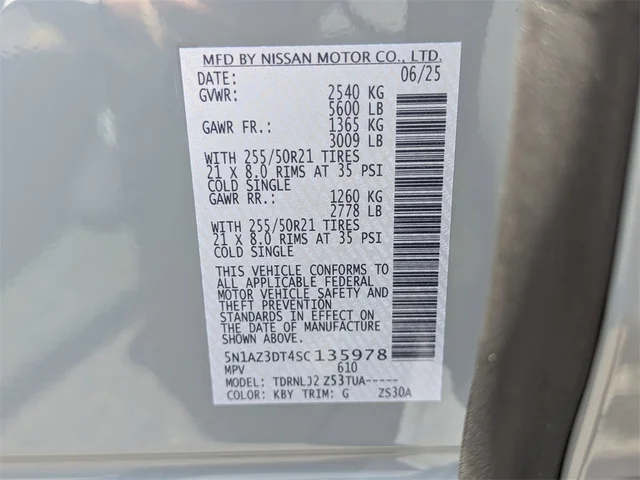 MFD BY NISSAN MOTOR CO., LTD.
DATE: 06/25
GVWR: 2540 KG
5600 LB
GAWR FR.: 1365 KG
3009 LB
WITH 255/50R21 TIRES
21 X 8.0 RIMS AT 35 PSI
COLD SINGLE
GAWR RR.: 1260 KG
2778 LB
WITH 255/50R21 TIRES
21 X 8.0 RIMS AT 35 PSI
COLD SINGLE
THIS VEHICLE CONFORMS TO
ALL APPLICABLE FEDERAL
MOTOR VEHICLE SAFETY AND
THEFT PREVENTION
STANDARDS IN EFFECT ON
THE DATE OF MANUFACTURE
SHOWN ABOVE.
5N1AZ3DT4SC135978
MPV 610
MODEL: TDRNLJ2 Z53TUA-----
COLOR: KBY TRIM: G ZS30A